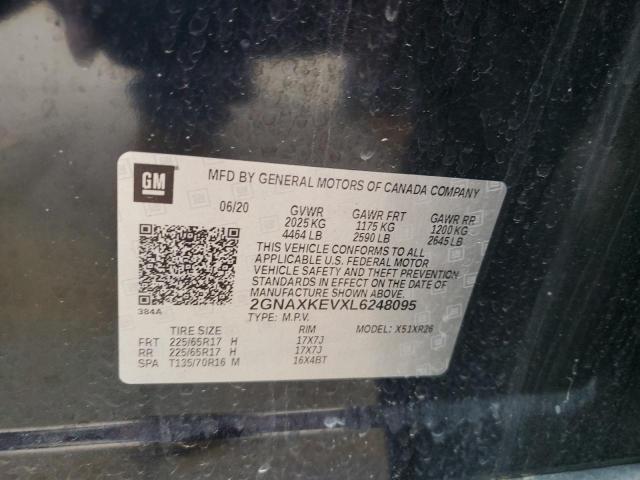 GM
MFD BY GENERAL MOTORS OF CANADA COMPANY
06/20 GVWR GAWR FRT GAWR RR
2025 KG 1175 KG 1200 KG
4464 LB 2590 LB 2645 LB
THIS VEHICLE CONFORMS TO ALL
APPLICABLE U.S. FEDERAL MOTOR
VEHICLE SAFETY AND THEFT PREVENTION
STANDARDS IN EFFECT ON THE DATE OF
MANUFACTURE SHOWN ABOVE.
2GNAXKEVXL6248095
384A
TYPE: M.P.V. MODEL: X51XR26
TIRE SIZE RIM
FRT 225/65R17 H 17X7J
RR 225/65R17 H 17X7J
SPA T135/70R16 M 16X4BT